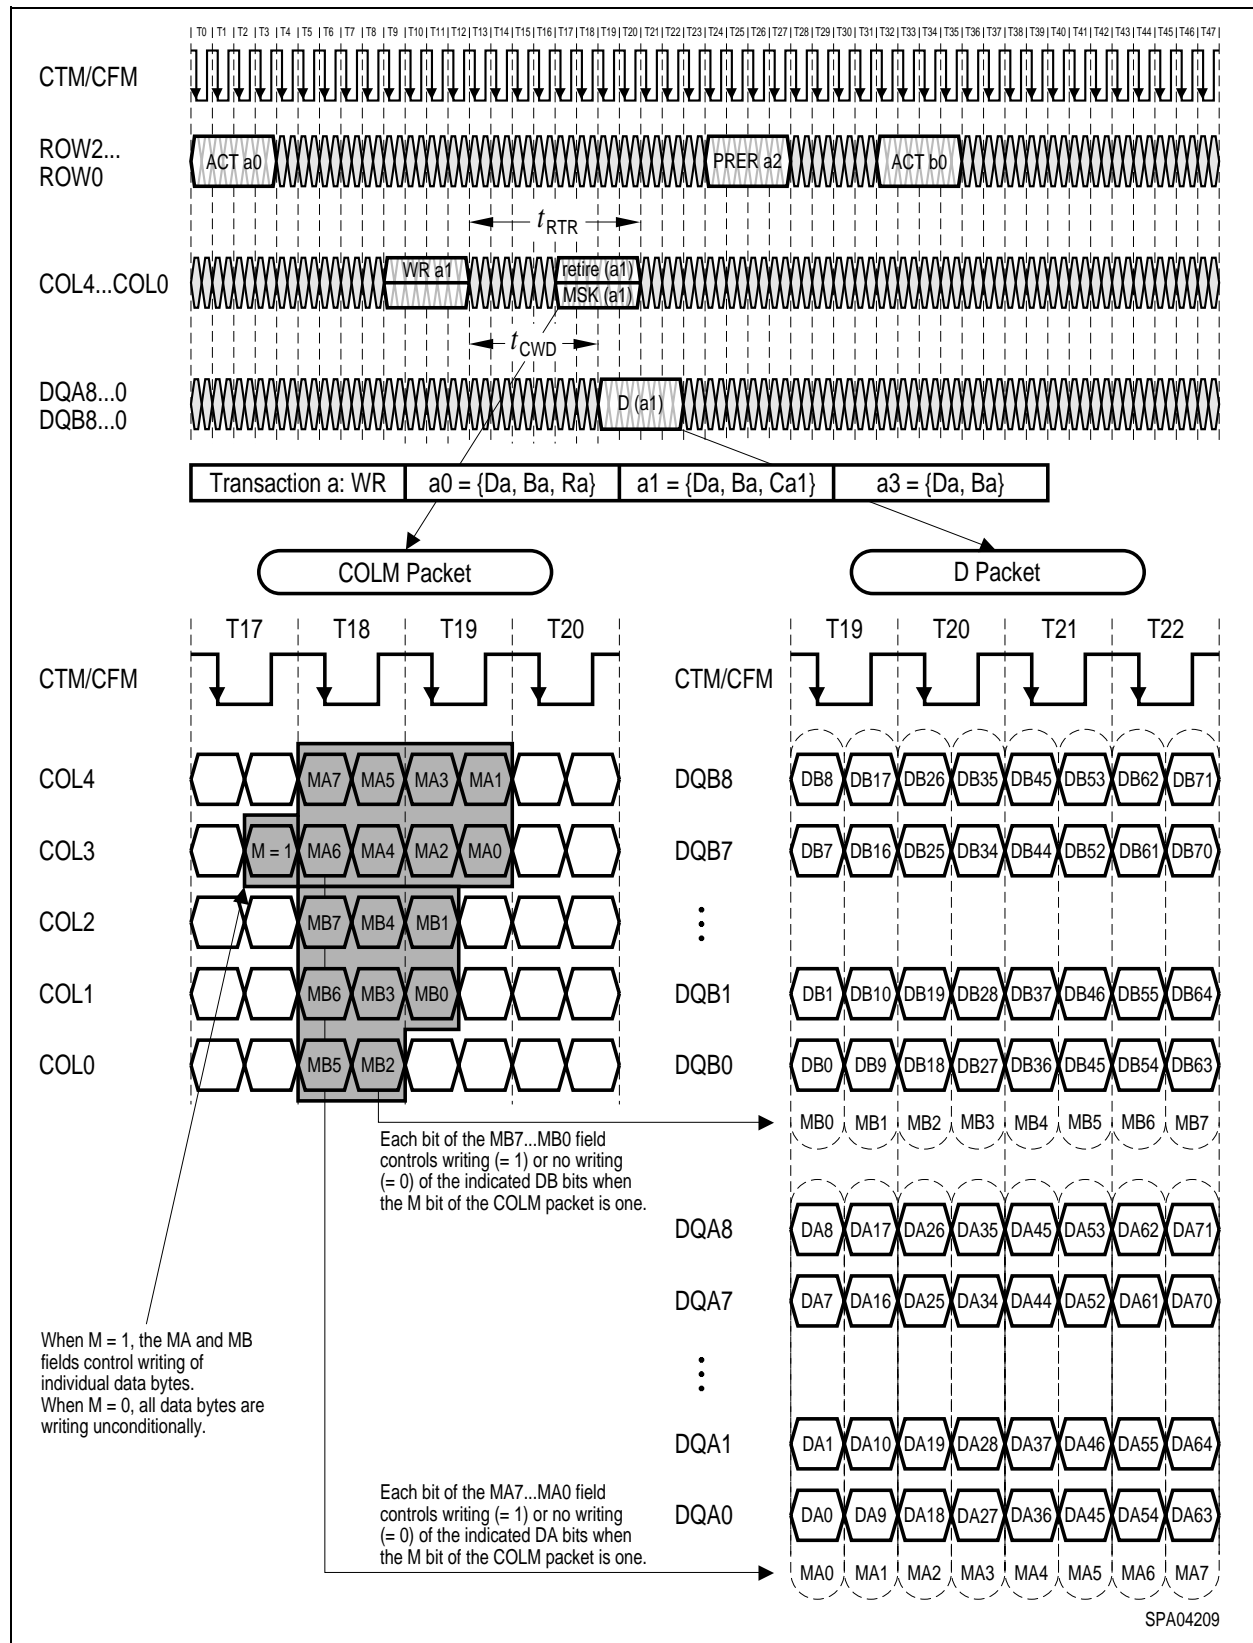 T0 T1 T2 T3 T4 T5 T6 T7 T8 T9 T10 T11 T12 T13 T14 T15 T16 T17 T18 T19 T20 T21 T22 T23 T24 T25 T26 T27 T28 T29 T30 T31 T32 T33 T34 T35 T36 T37 T38 T39 T40 T41 T42 T43 T44 T45 T46 T47
CTM/CFM
ROW2...
ROW0
ACT a0 PRER a2 ACT b0
tRTR
COL4...COL0
WR a1 retire (a1)
MSK (a1)
tCWD
DQA8...0
DQB8...0
D (a1)
Transaction a: WR a0 = {Da, Ba, Ra} a1 = {Da, Ba, Ca1} a3 = {Da, Ba}
COLM Packet D Packet
T17 T18 T19 T20 T19 T20 T21 T22
CTM/CFM CTM/CFM
COL4 MA7 MA5 MA3 MA1 DQB8 DB8 DB17 DB26 DB35 DB45 DB53 DB62 DB71
COL3 M = 1 MA6 MA4 MA2 MA0 DQB7 DB7 DB16 DB25 DB34 DB44 DB52 DB61 DB70
COL2 MB7 MB4 MB1
COL1 MB6 MB3 MB0 DQB1 DB1 DB10 DB19 DB28 DB37 DB46 DB55 DB64
COL0 MB5 MB2 DQB0 DB0 DB9 DB18 DB27 DB36 DB45 DB54 DB63
MB0 MB1 MB2 MB3 MB4 MB5 MB6 MB7
Each bit of the MB7...MB0 field
controls writing (= 1) or no writing
(= 0) of the indicated DB bits when
the M bit of the COLM packet is one.
DQA8 DA8 DA17 DA26 DA35 DA45 DA53 DA62 DA71
DQA7 DA7 DA16 DA25 DA34 DA44 DA52 DA61 DA70
When M = 1, the MA and MB
fields control writing of
individual data bytes.
When M = 0, all data bytes are
writing unconditionally.
DQA1 DA1 DA10 DA19 DA28 DA37 DA46 DA55 DA64
Each bit of the MA7...MA0 field
controls writing (= 1) or no writing
(= 0) of the indicated DA bits when
the M bit of the COLM packet is one.
DQA0 DA0 DA9 DA18 DA27 DA36 DA45 DA54 DA63
MA0 MA1 MA2 MA3 MA4 MA5 MA6 MA7
SPA04209